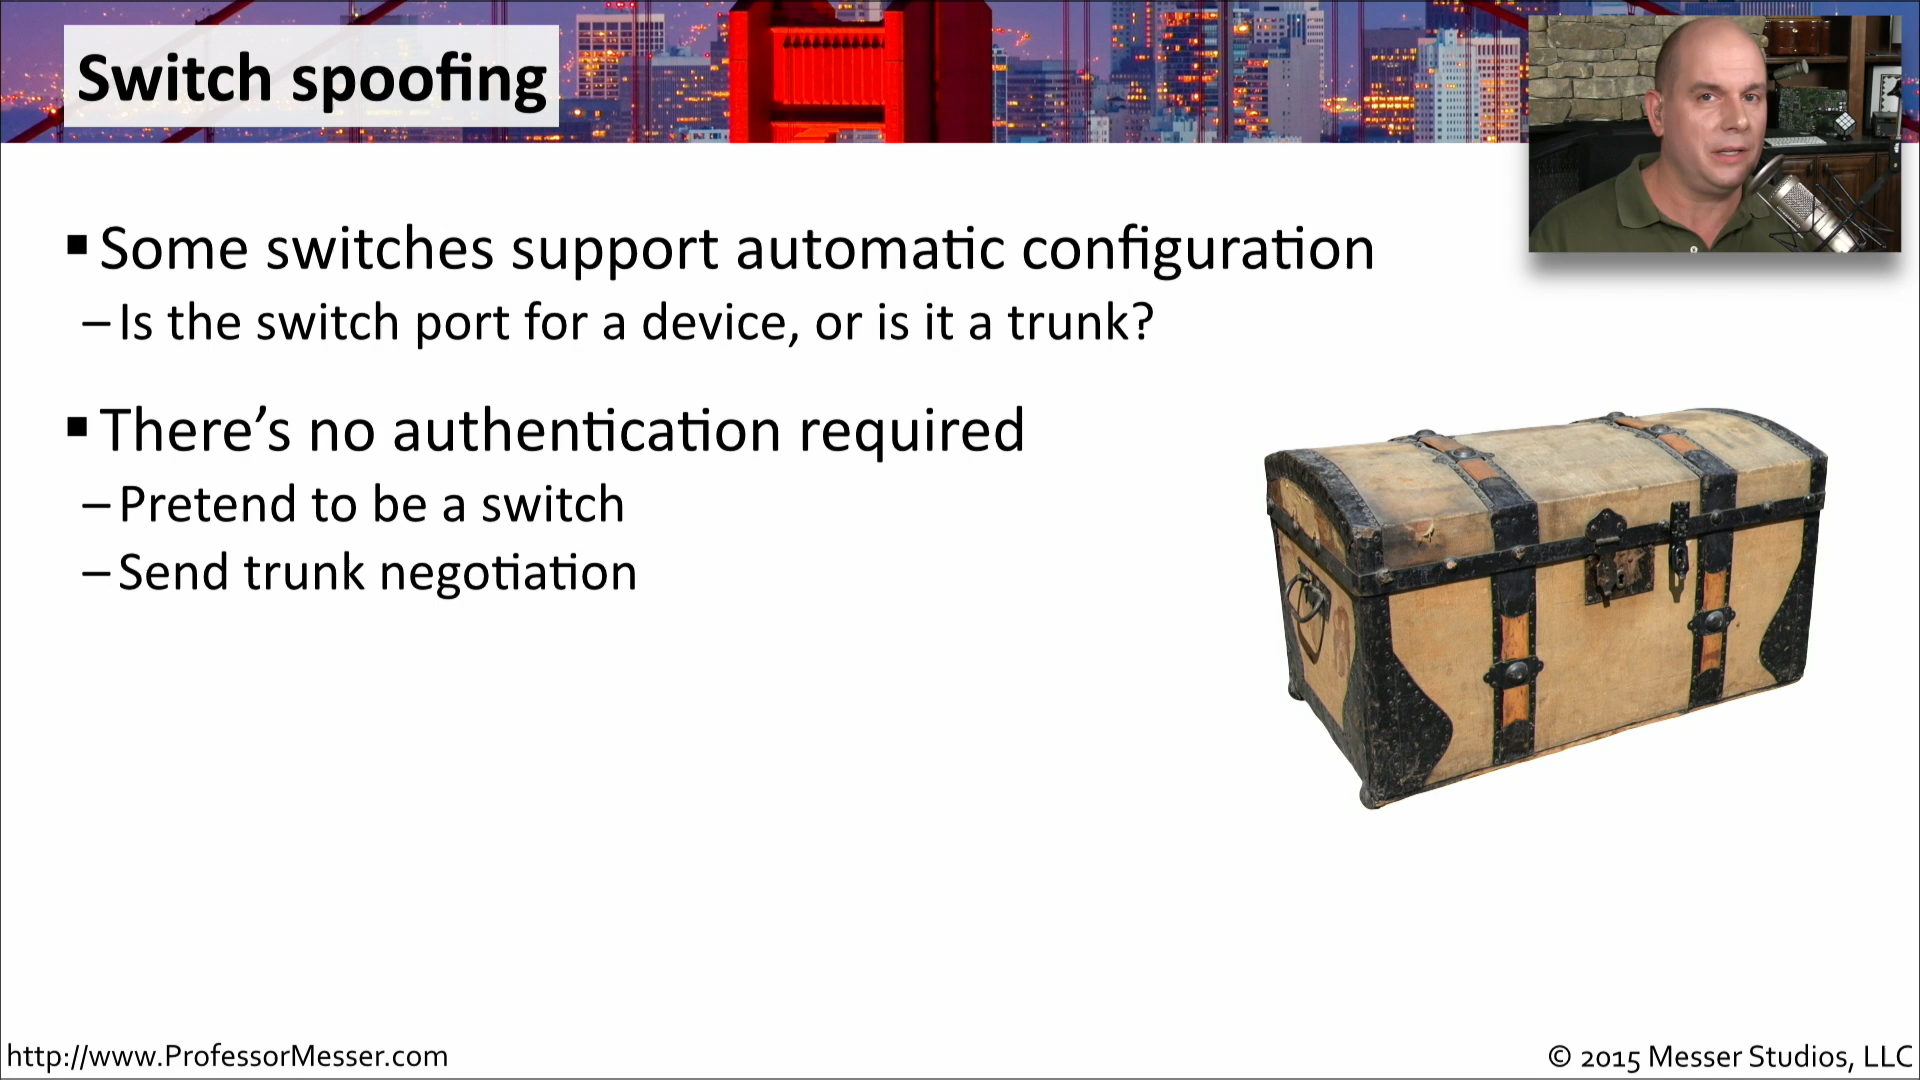 Switch spoofing
▪ Some switches support automatic configuration
– Is the switch port for a device, or is it a trunk?
▪ There’s no authentication required
– Pretend to be a switch
– Send trunk negotiation
http://www.ProfessorMesser.com
© 2015 Messer Studios, LLC